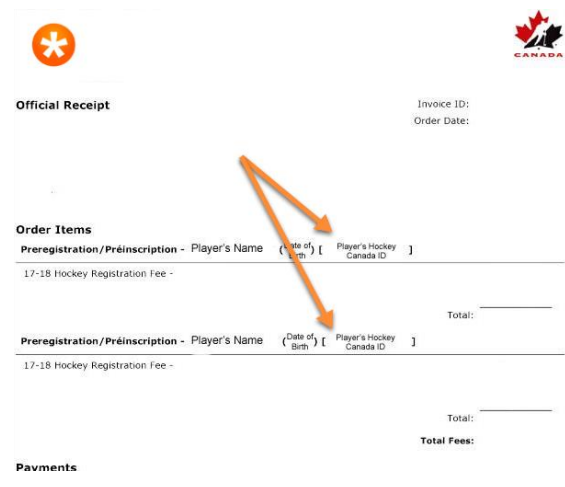 CANADA
Official Receipt
Invoice ID:
Order Date:
Order Items
Preregistration/Préinscription - Player's Name (Date of Birth) [ Player's Hockey Canada ID ]
17-18 Hockey Registration Fee -
Total:
Preregistration/Préinscription - Player's Name (Date of Birth) [ Player's Hockey Canada ID ]
17-18 Hockey Registration Fee -
Total:
Total Fees:
Payments